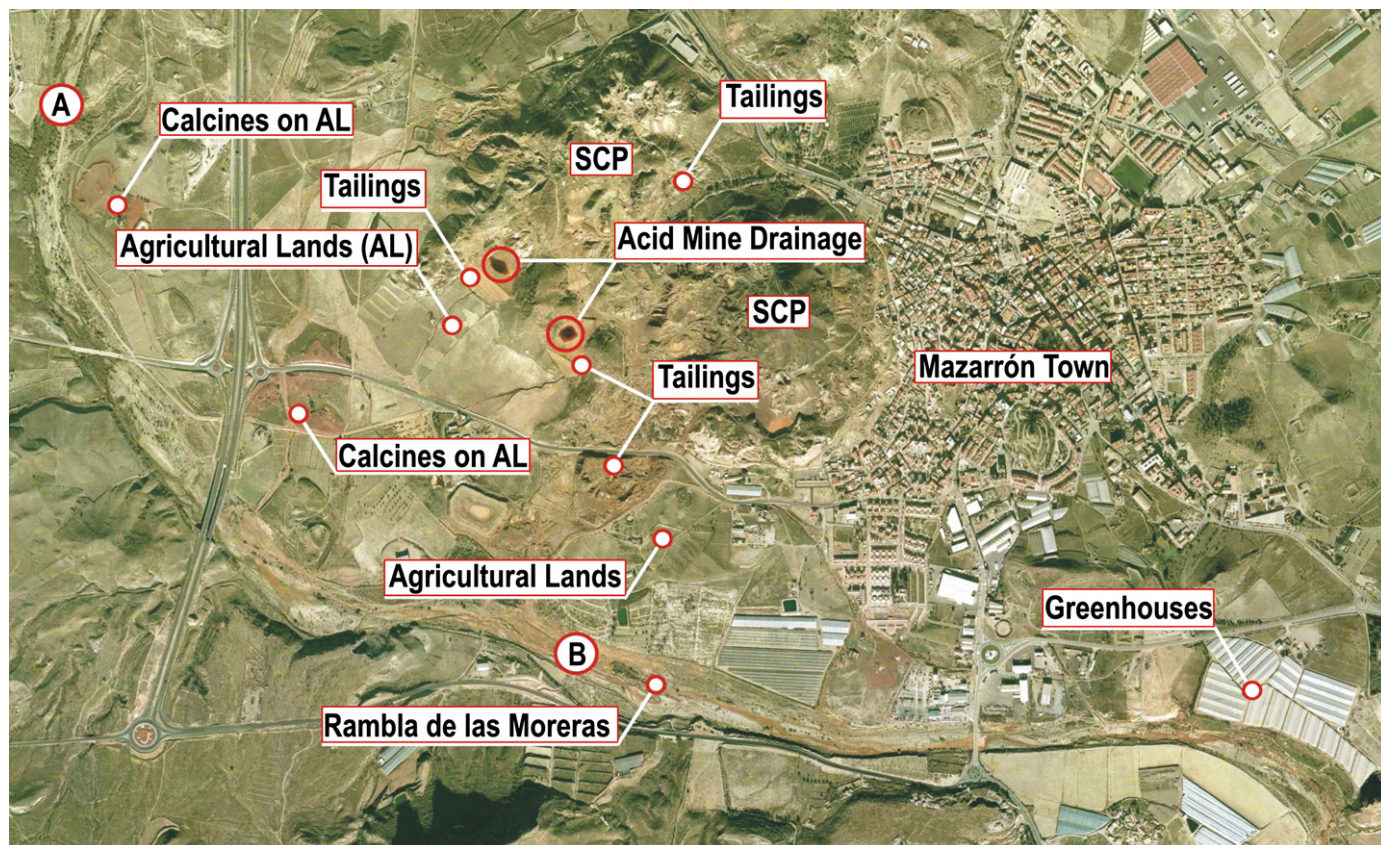 A
Calcines on AL
Tailings
SCP
Tailings
Agricultural Lands (AL)
Acid Mine Drainage
SCP
Tailings
Mazarrón Town
Calcines on AL
Agricultural Lands
Greenhouses
B
Rambla de las Moreras